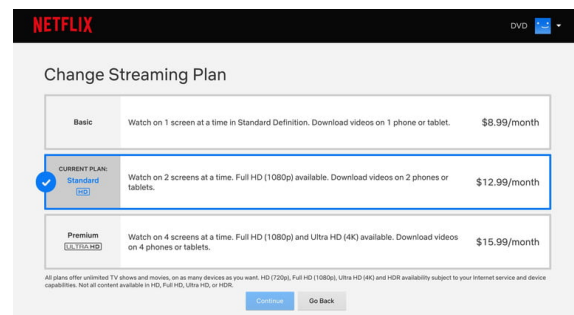 NETFLIX
DVD
Change Streaming Plan
Basic
Watch on 1 screen at a time in Standard Definition. Download videos on 1 phone or tablet.
$8.99/month
CURRENT PLAN:
Standard
HD
Watch on 2 screens at a time. Full HD (1080p) available. Download videos on 2 phones or
tablets.
$12.99/month
Premium
ULTRA HD
Watch on 4 screens at a time. Full HD (1080p) and Ultra HD (4K) available. Download videos
on 4 phones or tablets.
$15.99/month
All plans offer unlimited TV shows and movies, on as many devices as you want. HD (720p), Full HD (1080p), Ultra HD (4K) and HDR availability subject to your Internet service and device
capabilities. Not all content available in HD, Full HD, Ultra HD, or HDR.
Continue
Go Back